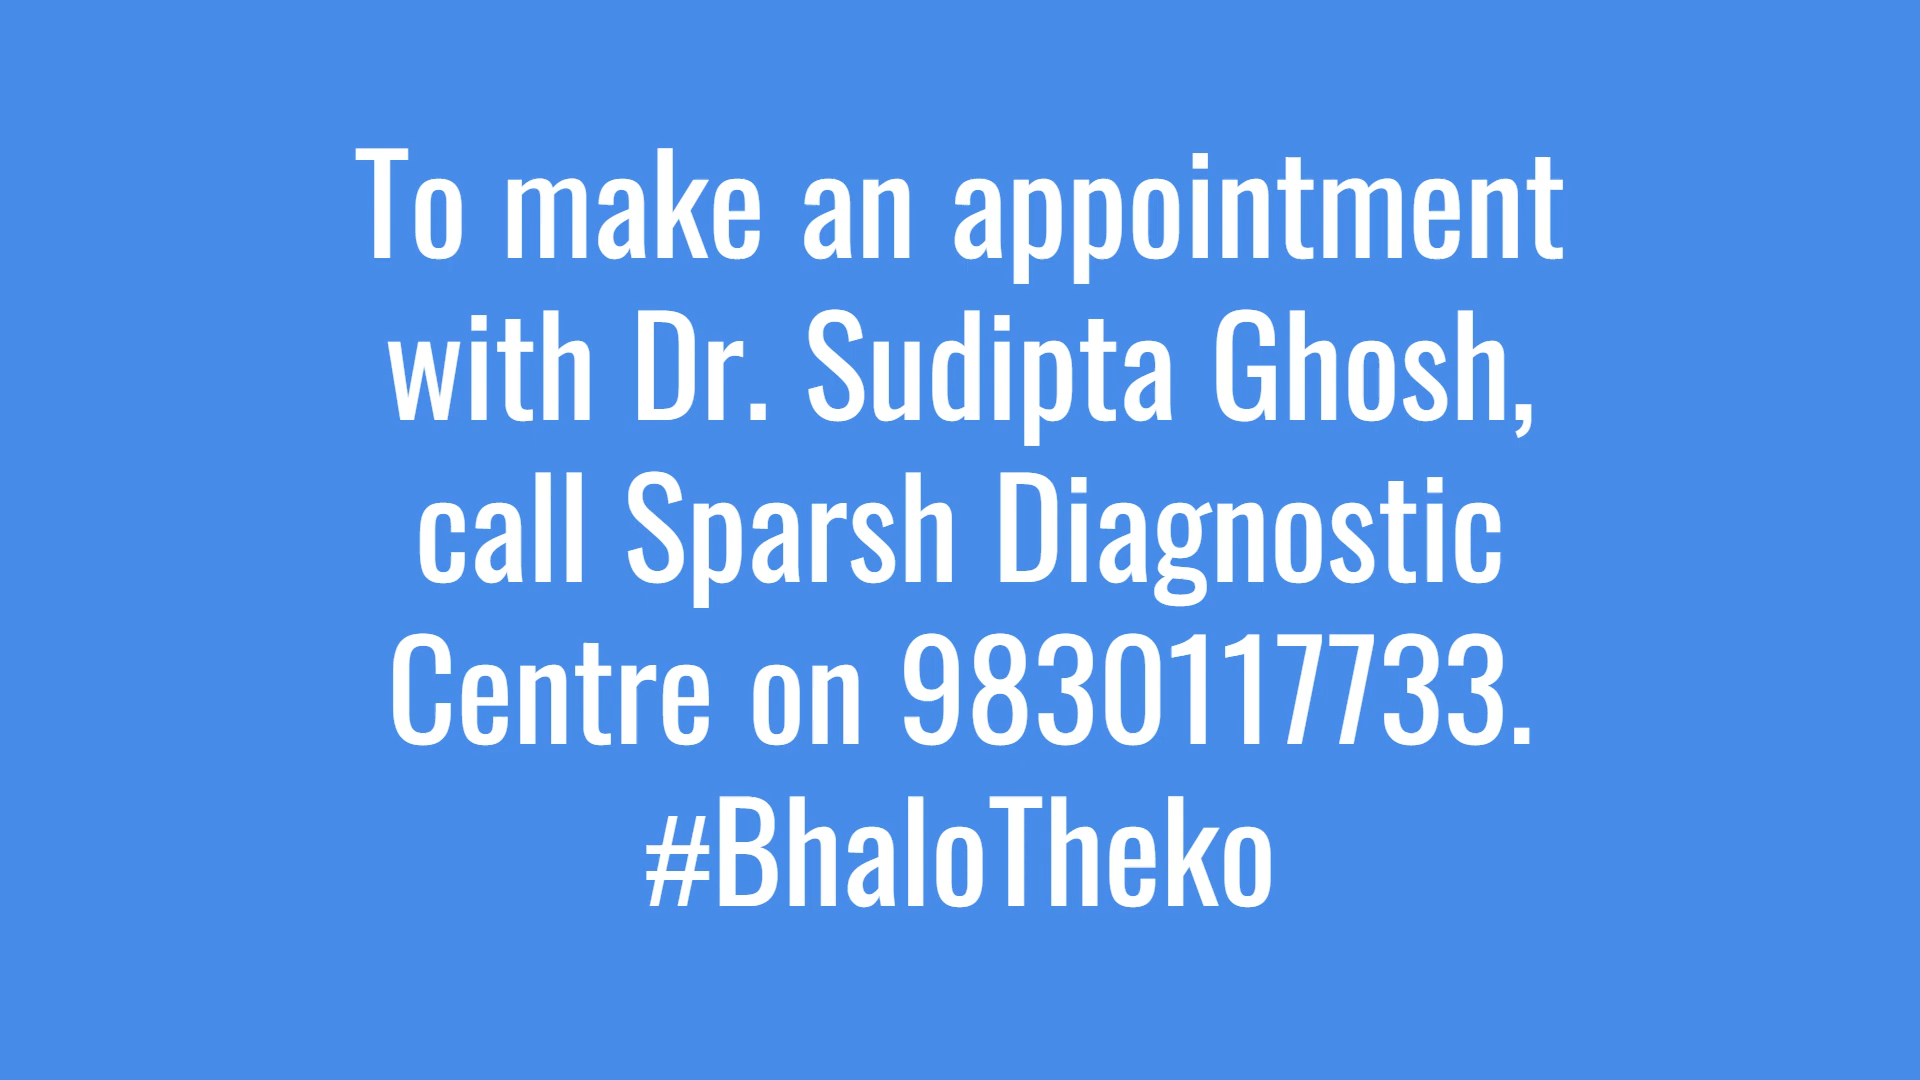 To make an appointment
with Dr. Sudipta Ghosh,
call Sparsh Diagnostic
Centre on 9830117733.
#BhaloTheko